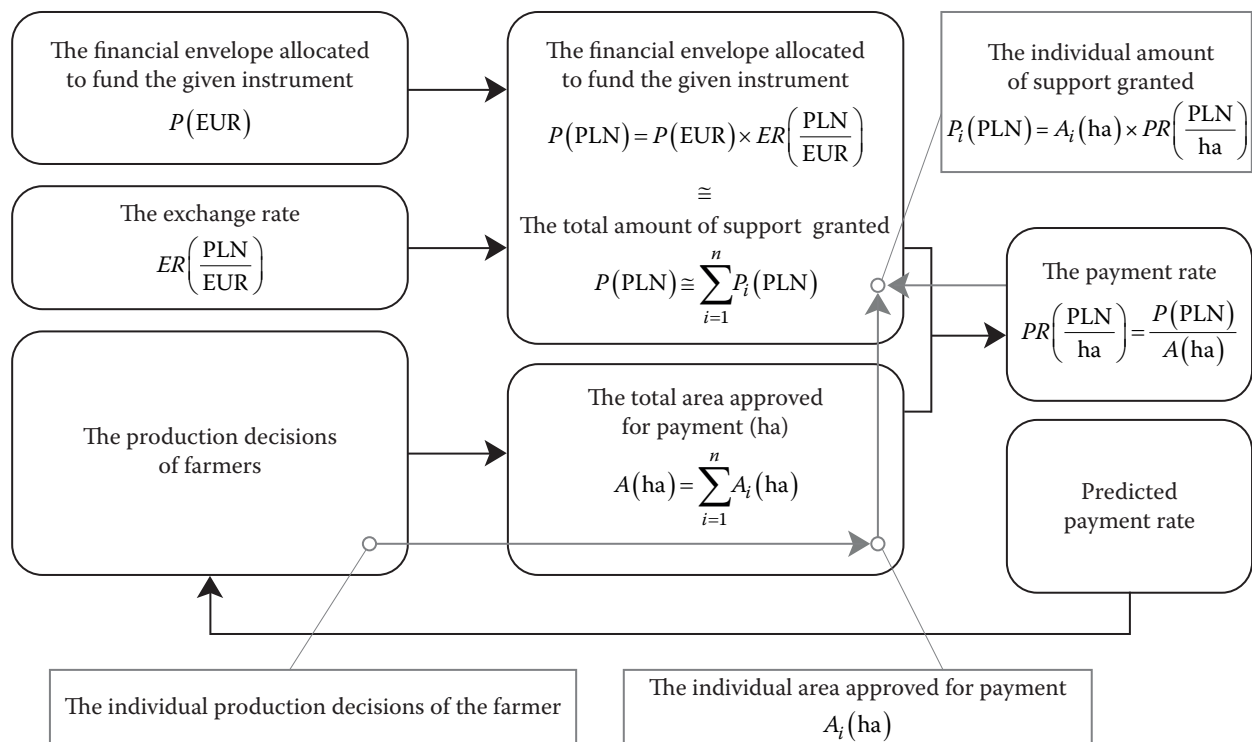 The financial envelope allocated
to fund the given instrument
P(EUR)
The exchange rate
ER(PLN/EUR)
The production decisions
of farmers
The financial envelope allocated
to fund the given instrument
P(PLN) = P(EUR) × ER(PLN/EUR)
≅
The total amount of support granted
P(PLN) ≅ ∑_{i=1}^{n} P_i(PLN)
The total area approved
for payment (ha)
A(ha) = ∑_{i=1}^{n} A_i(ha)
The individual amount
of support granted
P_i(PLN) = A_i(ha) × PR(PLN/ha)
The payment rate
PR(PLN/ha) = P(PLN)/A(ha)
Predicted
payment rate
The individual production decisions of the farmer
The individual area approved for payment
A_i(ha)